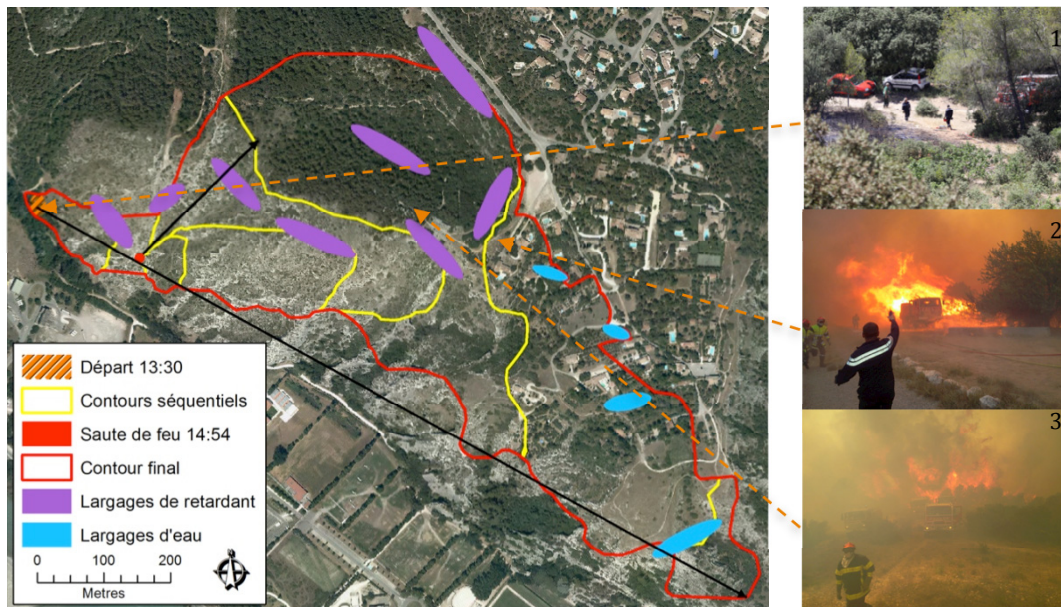 1
2
3
Départ 13:30
Contours séquentiels
Saute de feu 14:54
Contour final
Largages de retardant
Largages d'eau
0 100 200
Metres